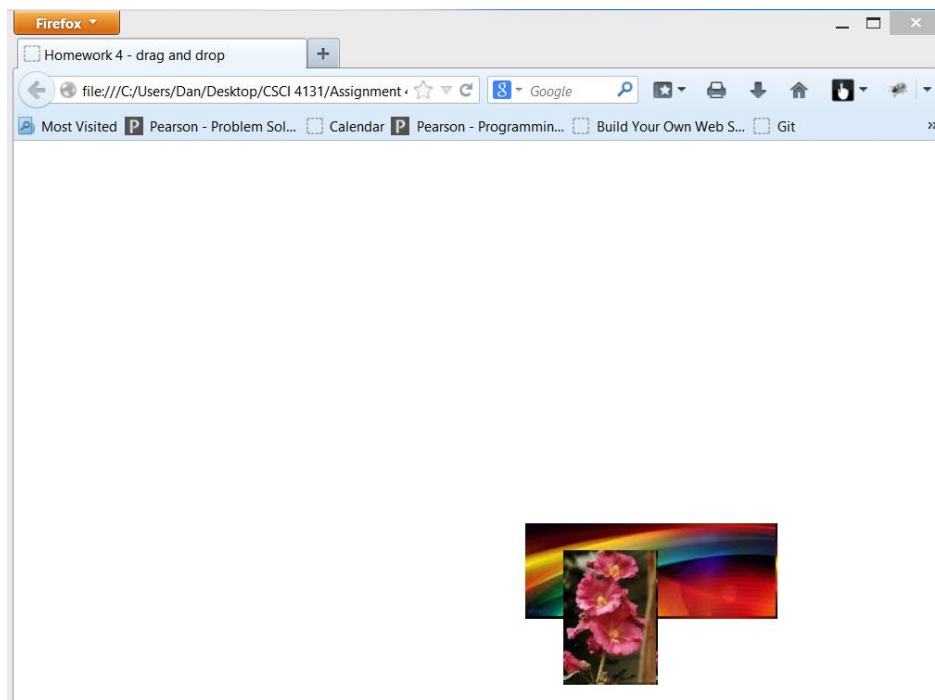 Firefox
Homework 4 - drag and drop
file:///C:/Users/Dan/Desktop/CSCI 4131/Assignment
8 Google
Most Visited P Pearson - Problem Sol... Calendar P Pearson - Programmin... Build Your Own Web S... Git